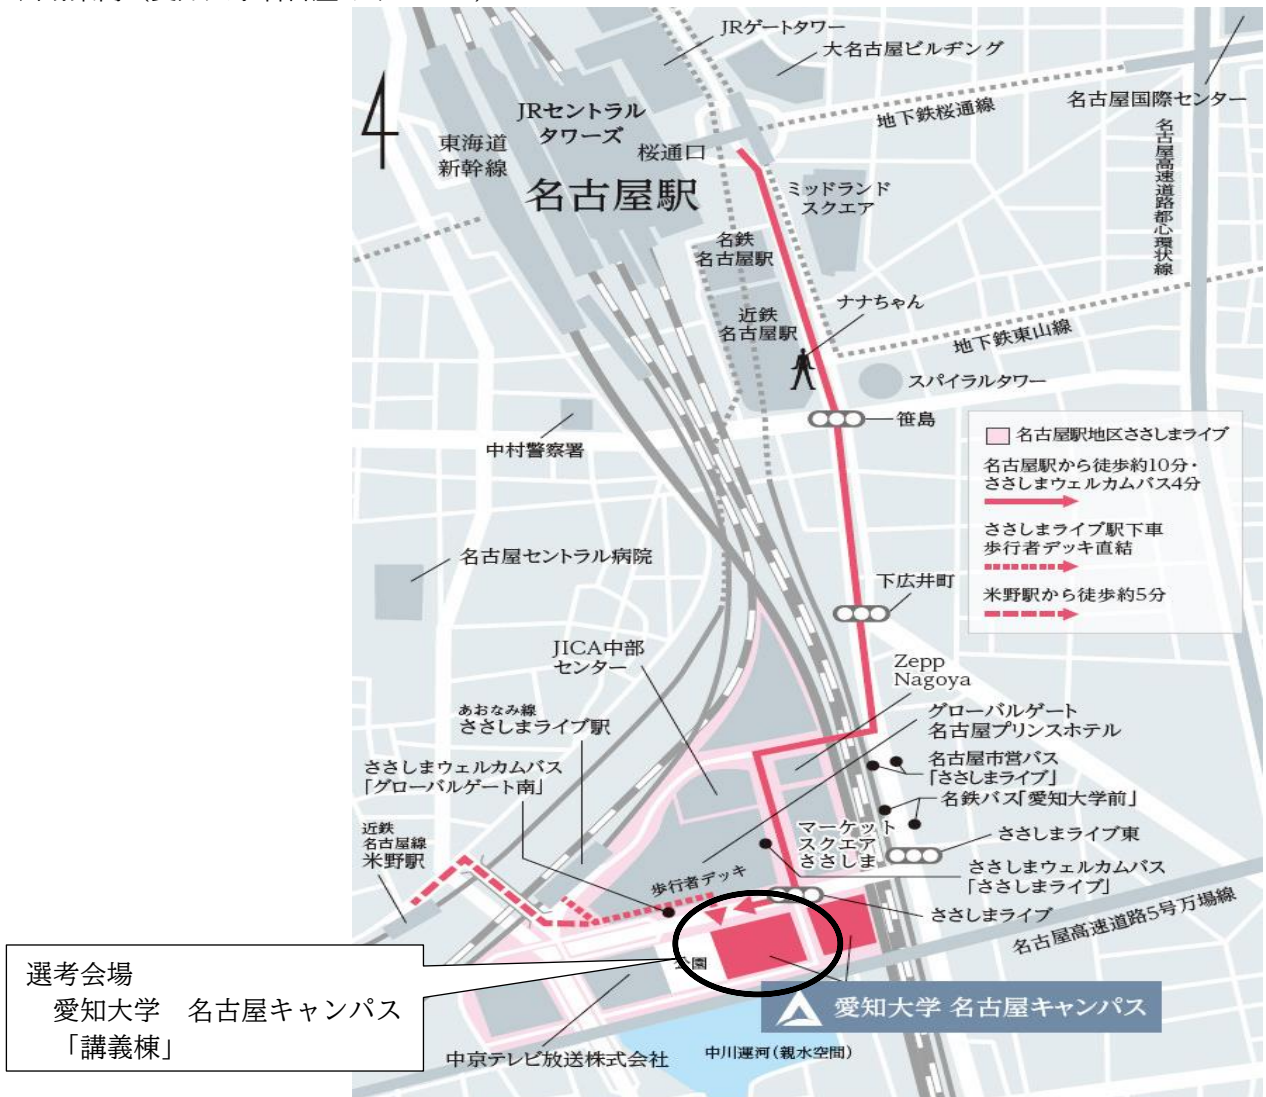 JRゲートタワー
大名古屋ビルヂング
名古屋国際センター
地下鉄桜通線
JRセントラル
タワーズ
東海道
新幹線
桜通口
名古屋駅
ミッドランド
スクエア
名古屋高速道路都心環状線
名鉄
名古屋駅
近鉄
名古屋駅
ナナちゃん
地下鉄東山線
スパイラルタワー
笹島
中村警察署
名古屋駅地区ささしまライブ
名古屋駅から徒歩約10分・
ささしまウェルカムバス4分
ささしまライブ駅下車
歩行者デッキ直結
米野駅から徒歩約5分
名古屋セントラル病院
下広井町
JICA中部
センター
Zepp
Nagoya
グローバルゲート
名古屋プリンスホテル
あおなみ線
ささしまライブ駅
ささしまウェルカムバス
「グローバルゲート南」
名古屋市営バス
「ささしまライブ」
名鉄バス「愛知大学前」
近鉄
名古屋線
米野駅
マーケット
スクエア
ささしま
ささしまライブ東
ささしまウェルカムバス
「ささしまライブ」
歩行者デッキ
ささしまライブ
名古屋高速道路5号万場線
公園
選考会場
愛知大学 名古屋キャンパス
「講義棟」
愛知大学 名古屋キャンパス
中京テレビ放送株式会社
中川運河(親水空間)